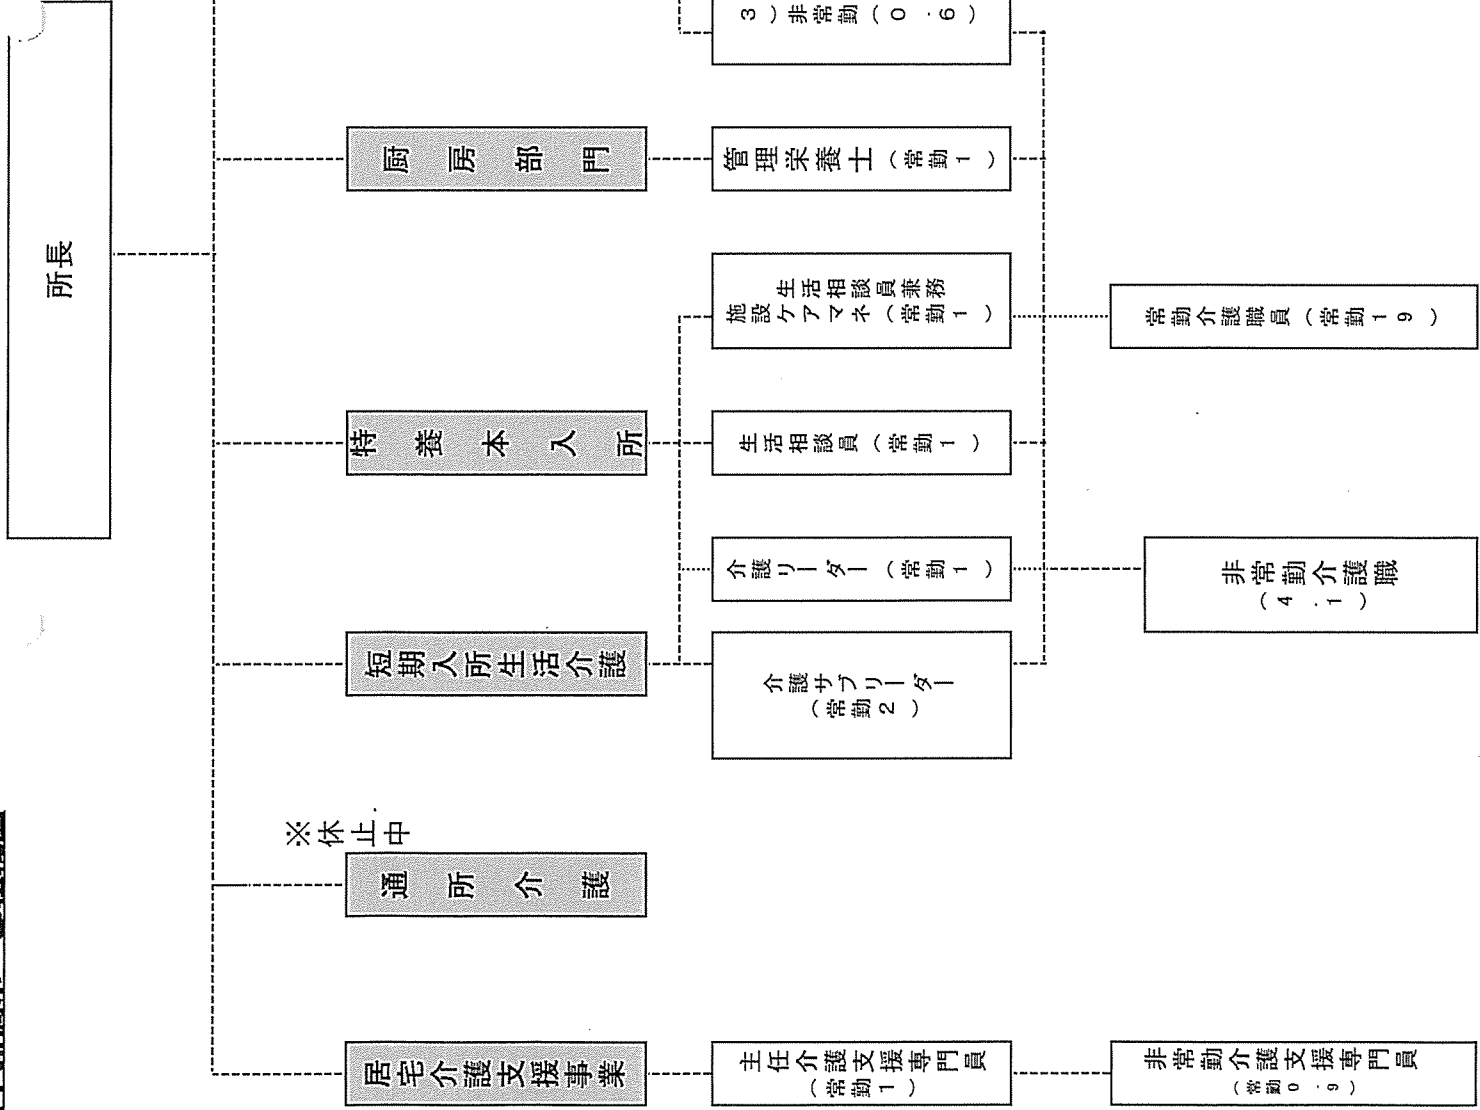 所長
居宅介護支援事業
通所介護
※休止中
短期入所生活介護
特養本入所
厨房部門
主任介護支援専門員
（常勤１）
介護サブリーダー
（常勤２）
介護リーダー（常勤１）
生活相談員（常勤１）
生活相談員兼務
施設ケアマネ（常勤１）
管理栄養士（常勤１）
３）非常勤（０．６）
非常勤介護支援専門員
（常勤０．９）
非常勤介護職
（４．１）
常勤介護職員（常勤１９）